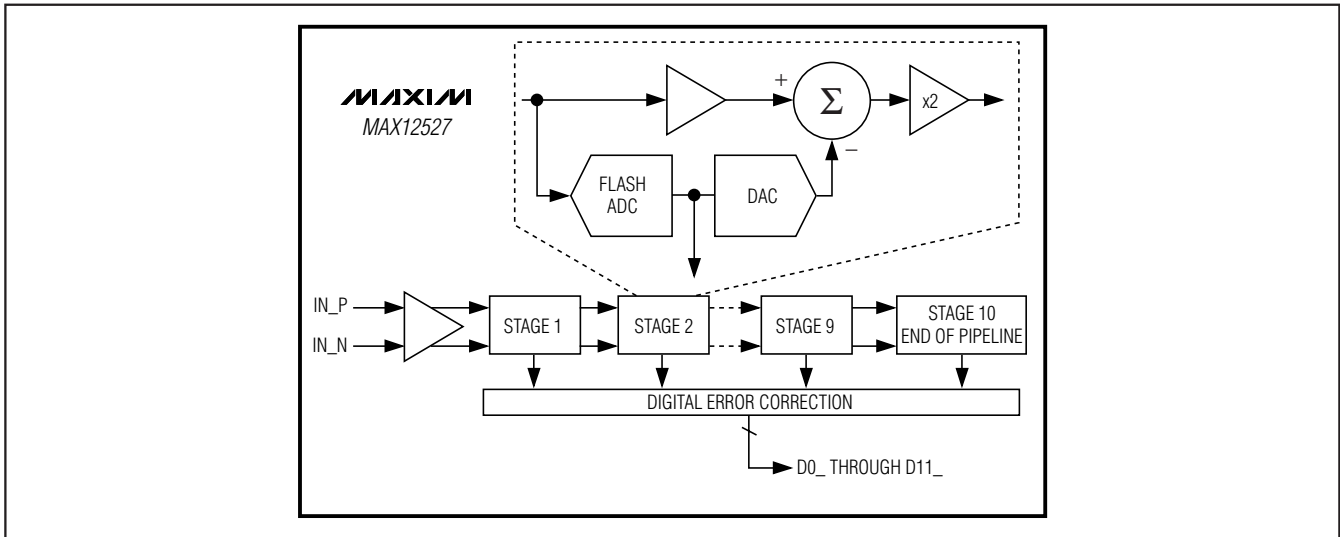 MAXIM
MAX12527
+
Σ
−
x2
FLASH
ADC
DAC
IN_P
IN_N
STAGE 1
STAGE 2
STAGE 9
STAGE 10
END OF PIPELINE
DIGITAL ERROR CORRECTION
D0_ THROUGH D11_